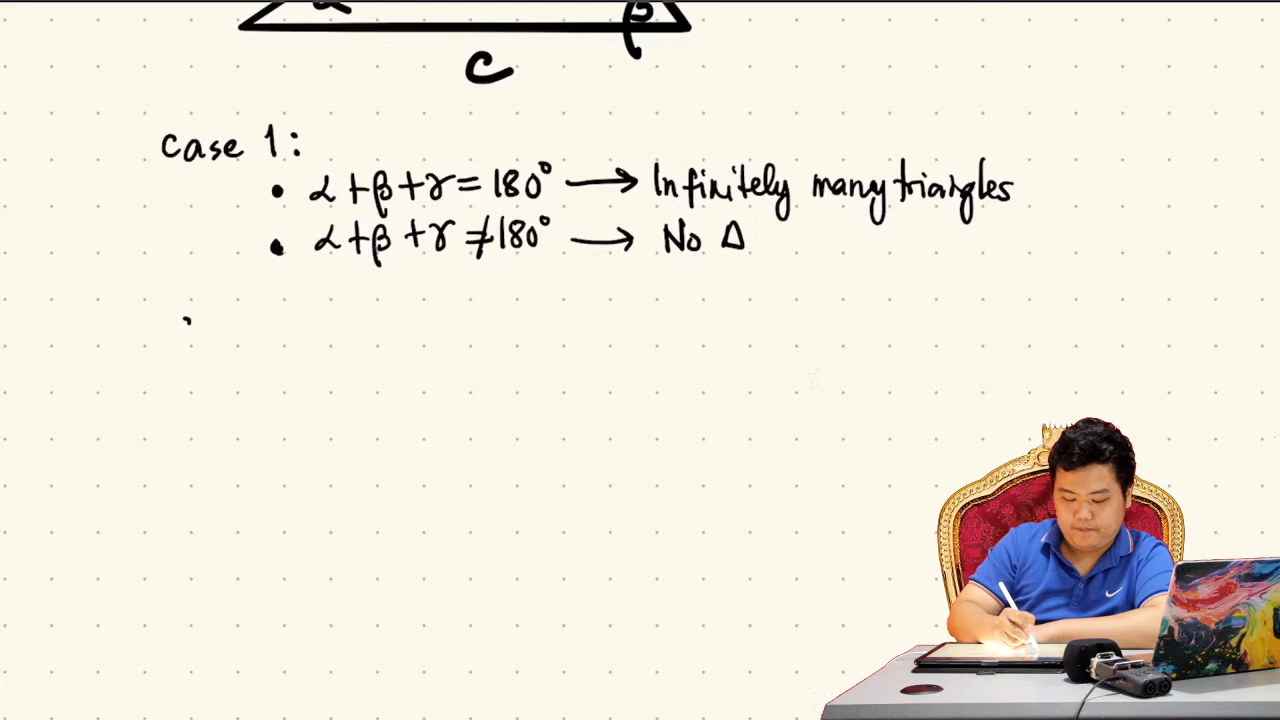 α β
c
Case 1:
• α + β + γ = 180° → Infinitely many triangles
• α + β + γ ≠ 180° → No Δ